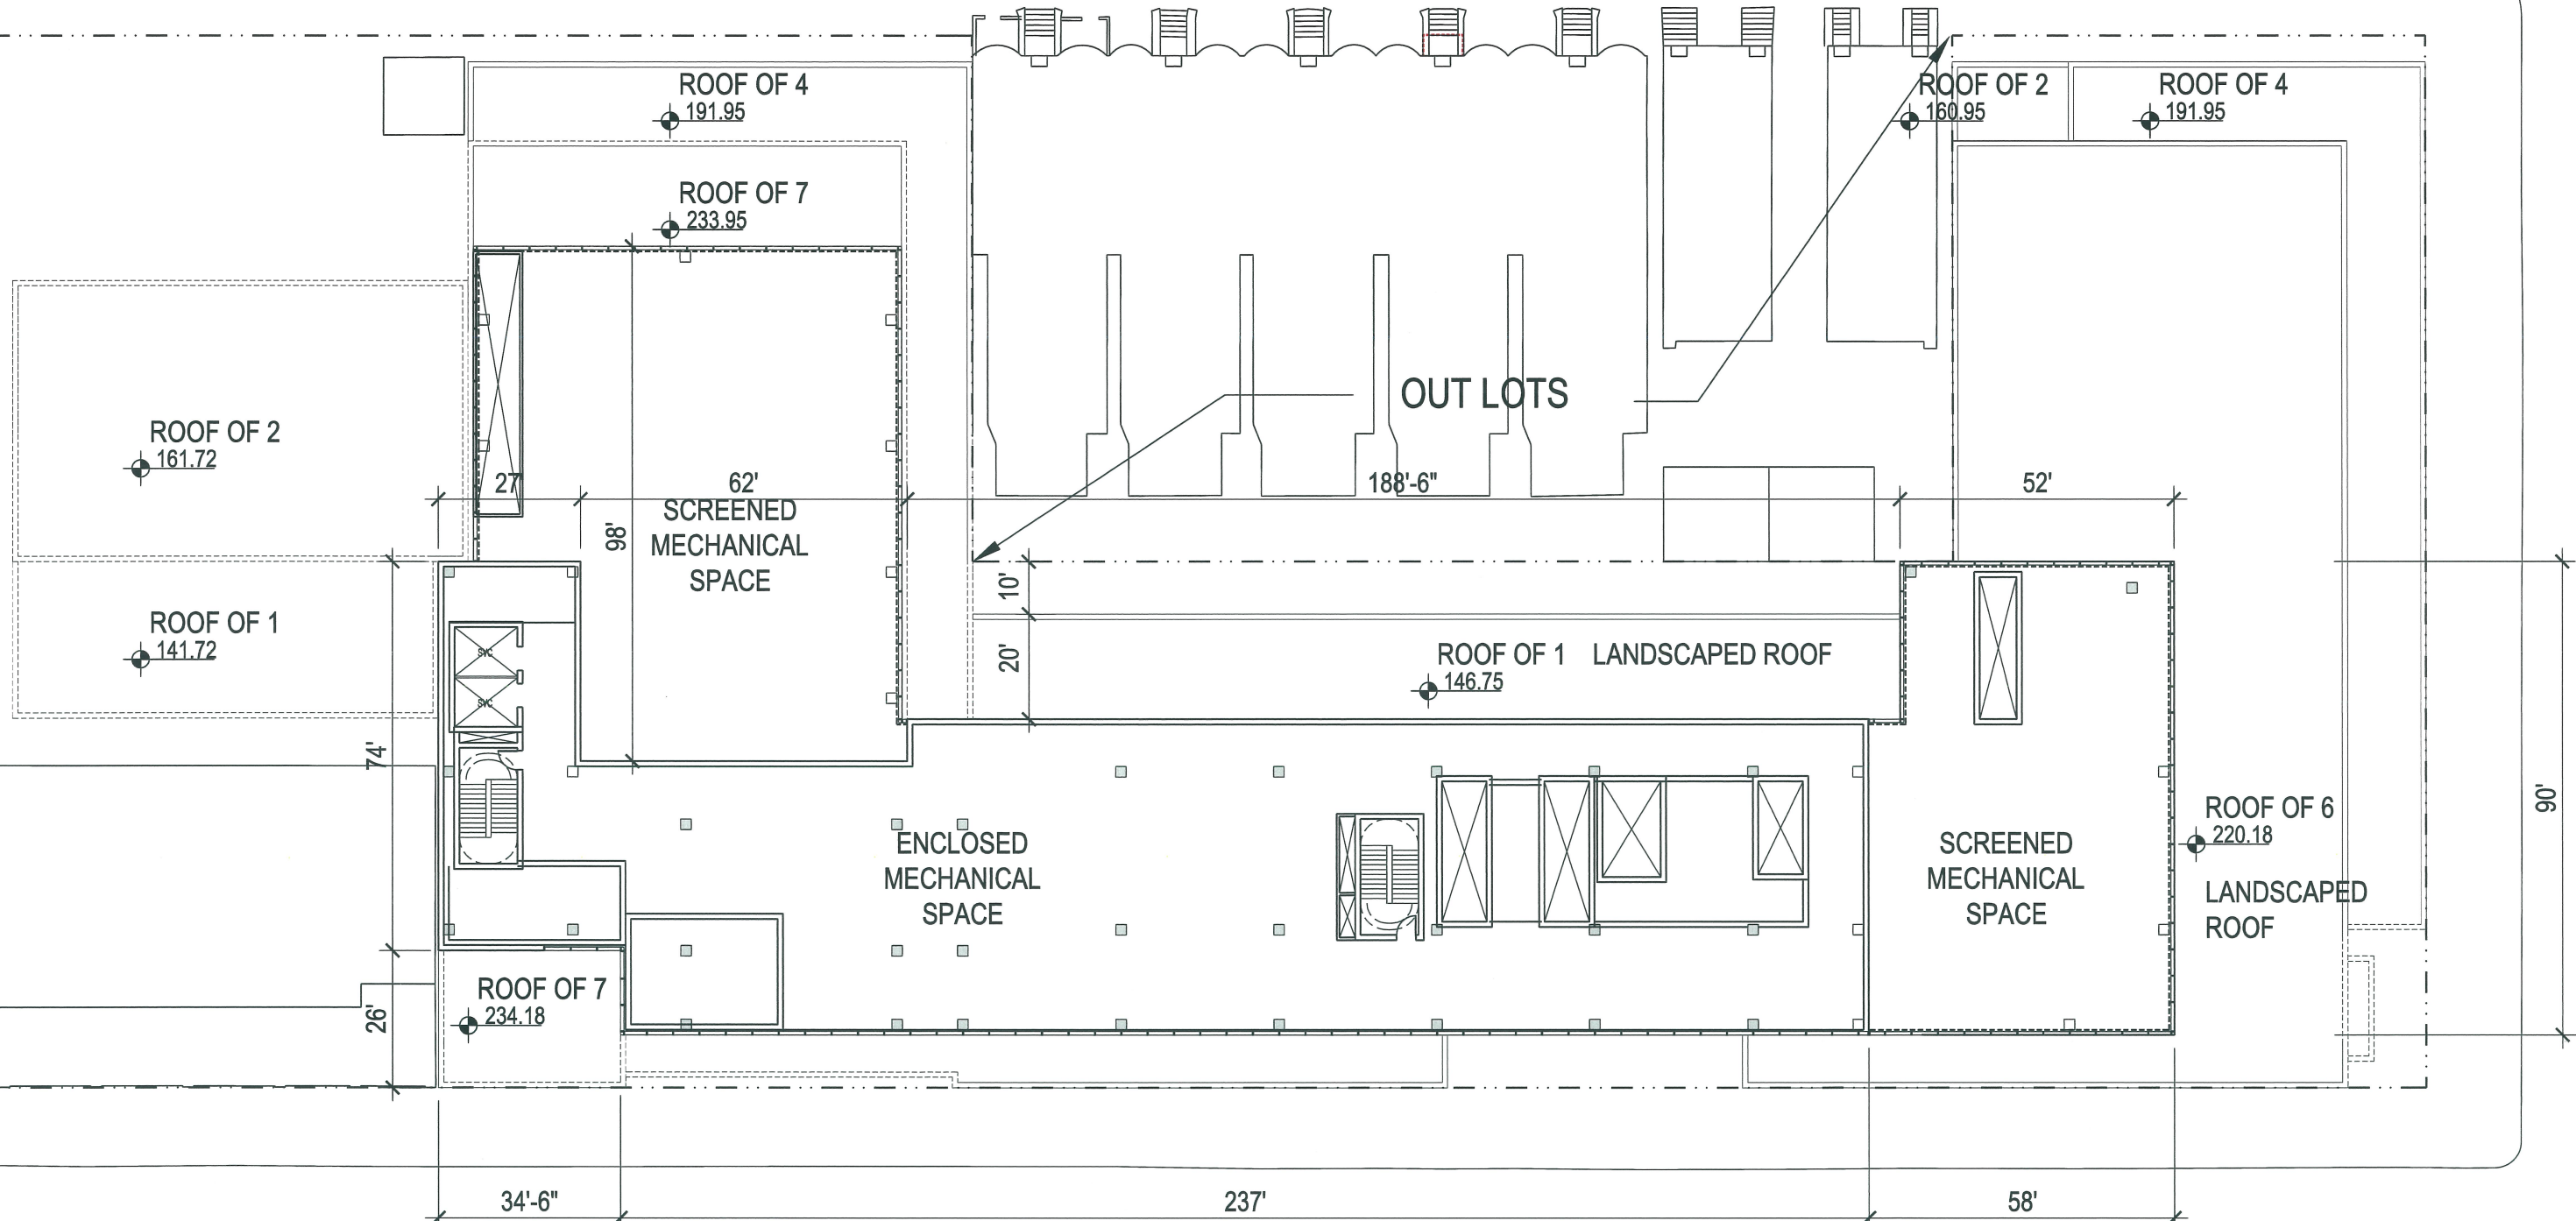 ROOF OF 4
191.95
ROOF OF 2
160.95
ROOF OF 4
191.95
ROOF OF 7
233.95
OUT LOTS
ROOF OF 2
161.72
27'
62'
188'-6"
52'
SCREENED
MECHANICAL
SPACE
98'
10'
ROOF OF 1
141.72
20'
ROOF OF 1 LANDSCAPED ROOF
146.75
SVC
SVC
74'
90'
ROOF OF 6
220.18
ENCLOSED
MECHANICAL
SPACE
SCREENED
MECHANICAL
SPACE
LANDSCAPED
ROOF
ROOF OF 7
234.18
26'
34'-6"
237'
58'